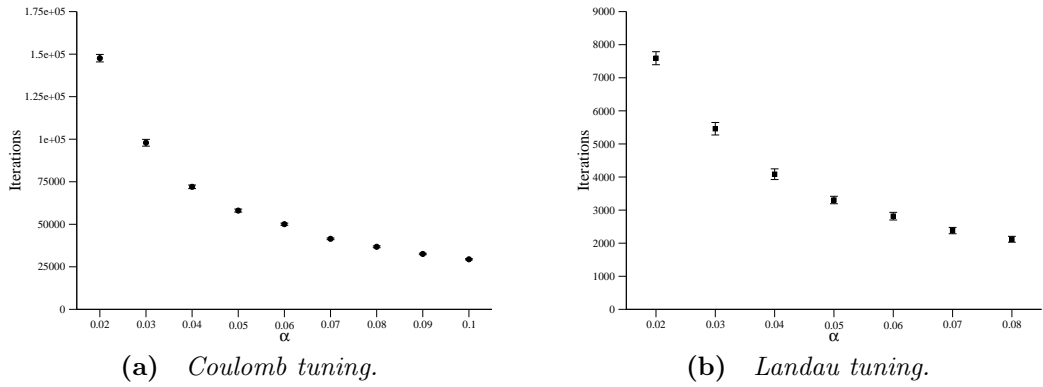 1.75e+05
1.5e+05
1.25e+05
1e+05
75000
50000
25000
0
Iterations
0.02 0.03 0.04 0.05 0.06 0.07 0.08 0.09 0.1
α
(a) Coulomb tuning.
9000
8000
7000
6000
5000
4000
3000
2000
1000
0
Iterations
0.02 0.03 0.04 0.05 0.06 0.07 0.08
α
(b) Landau tuning.